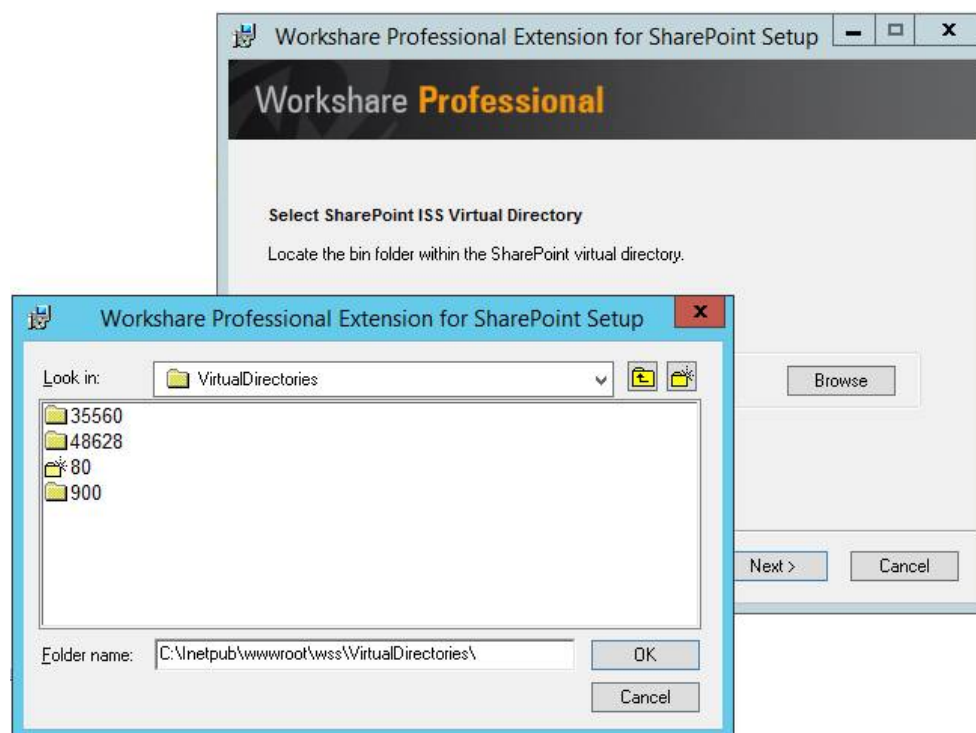 Workshare Professional Extension for SharePoint Setup
Workshare Professional
Select SharePoint ISS Virtual Directory
Locate the bin folder within the SharePoint virtual directory.
Browse
Next >
Cancel
Workshare Professional Extension for SharePoint Setup
Look in:
VirtualDirectories
35560
48628
80
900
Folder name:
C:\Inetpub\wwwroot\wss\VirtualDirectories\
OK
Cancel